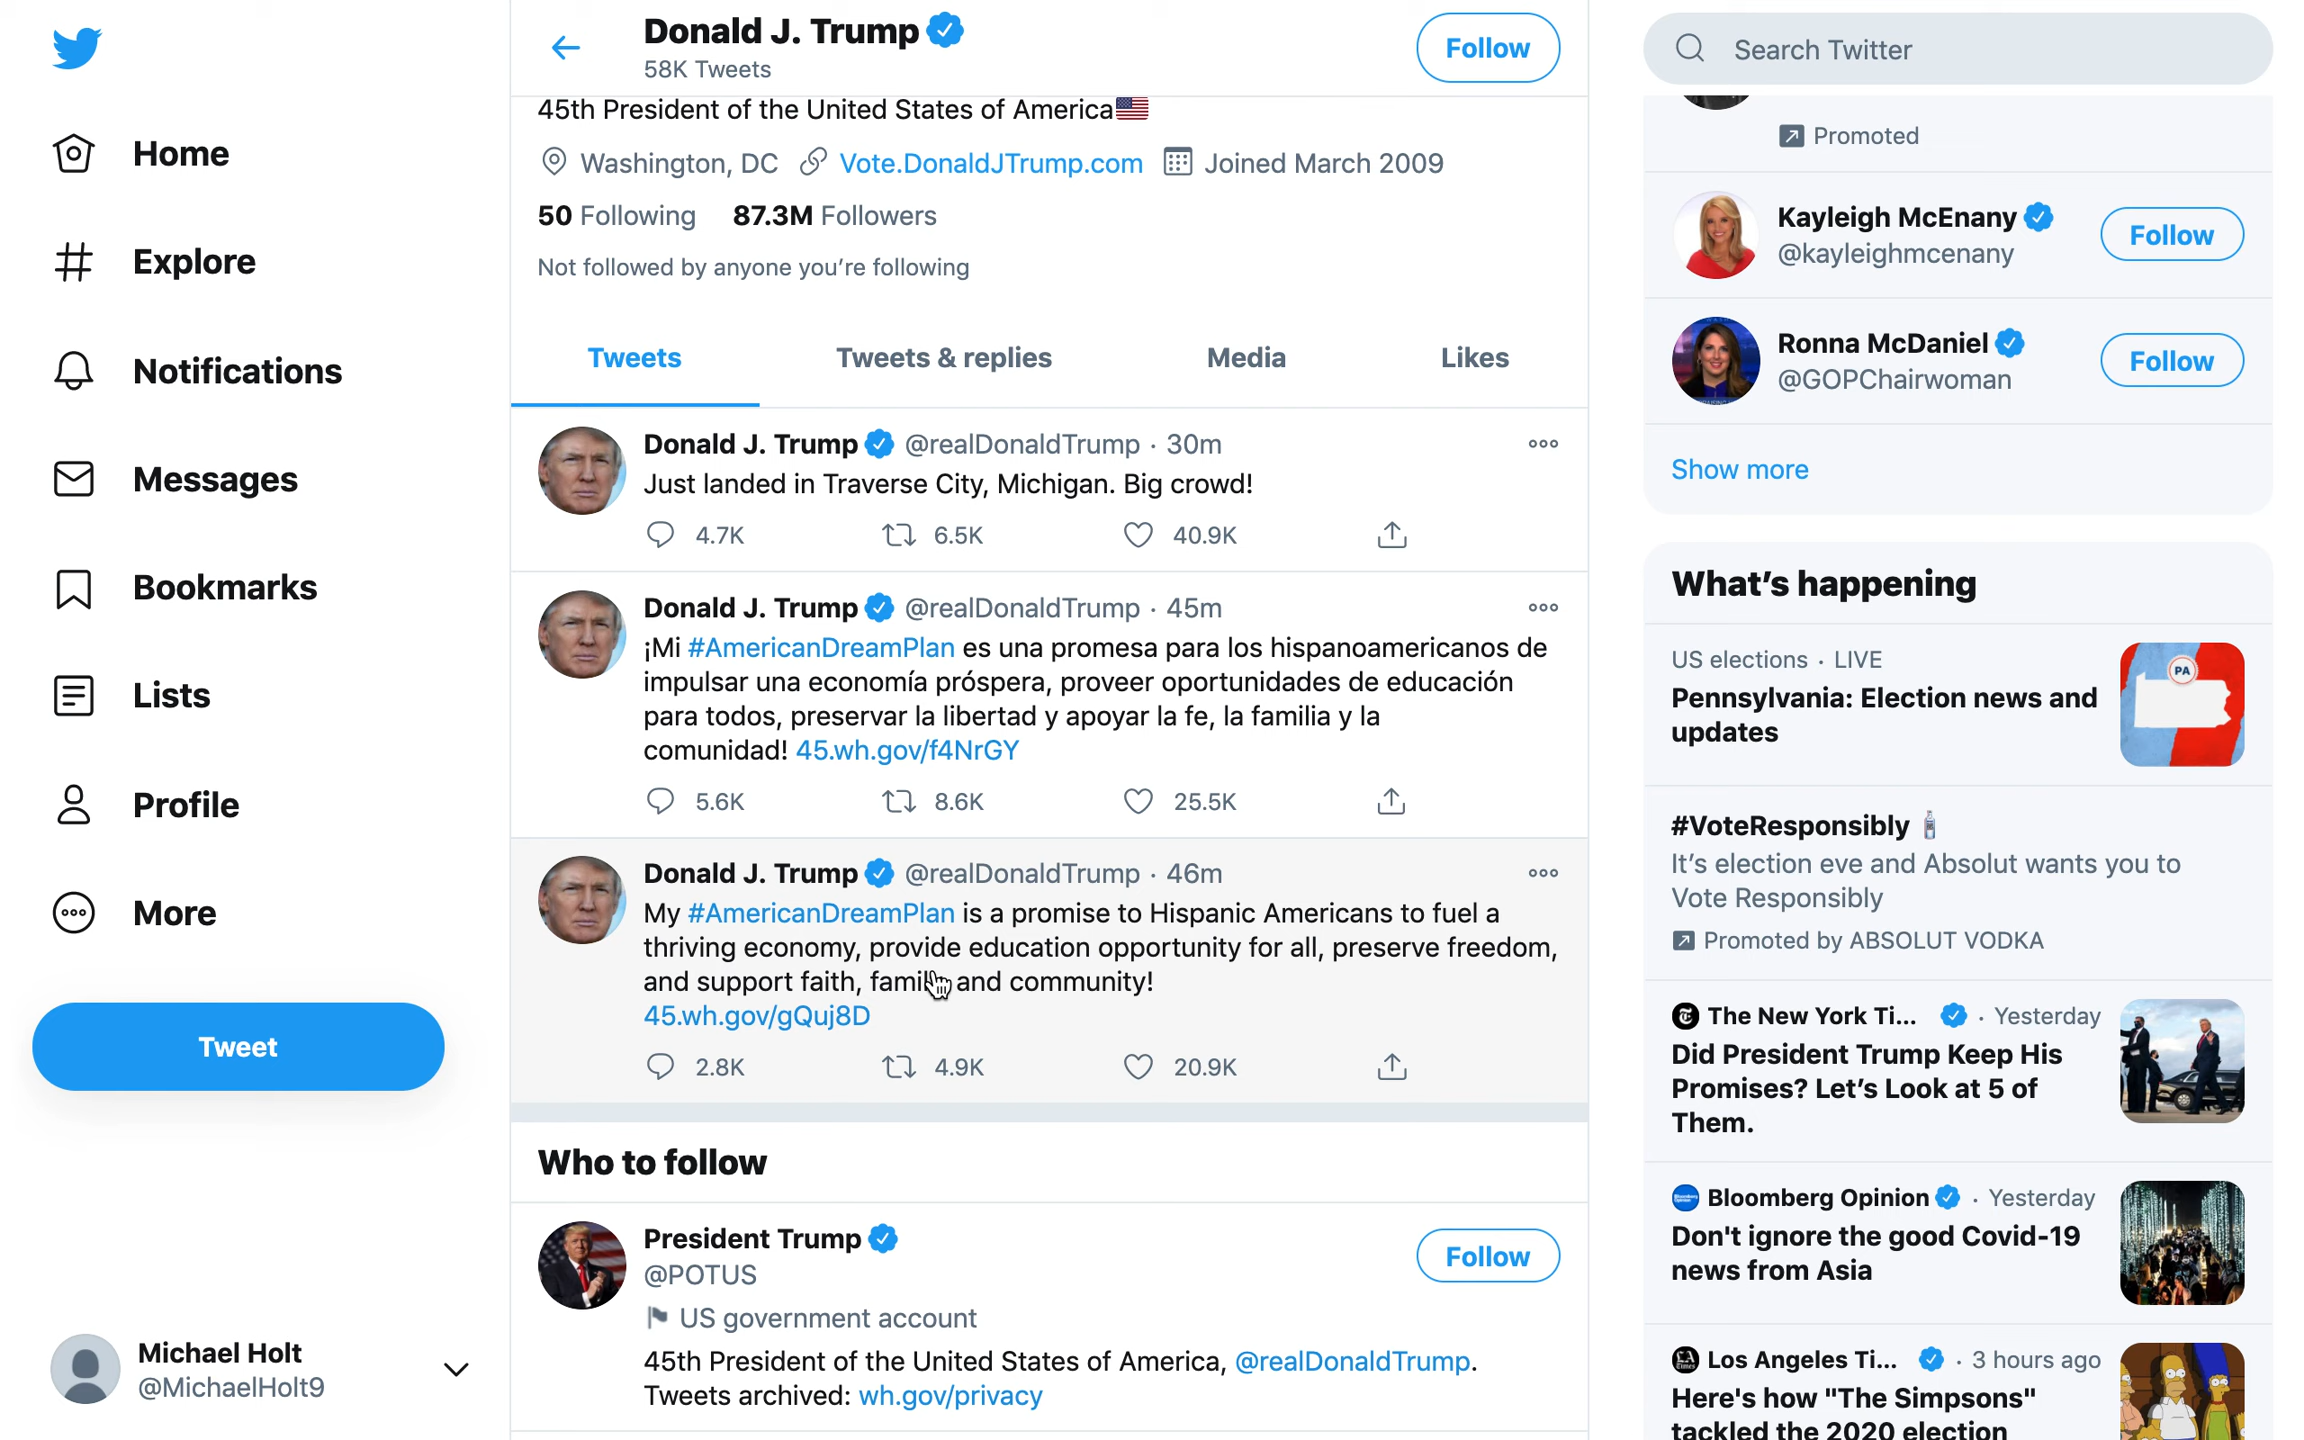 Home
Explore
Notifications
Messages
Bookmarks
Lists
Profile
More
Tweet
Michael Holt
@MichaelHolt9
Donald J. Trump
58K Tweets
Follow
45th President of the United States of America🇺🇸
Washington, DC Vote.DonaldJTrump.com Joined March 2009
50 Following 87.3M Followers
Not followed by anyone you’re following
Tweets Tweets & replies Media Likes
Donald J. Trump @realDonaldTrump · 30m
Just landed in Traverse City, Michigan. Big crowd!
4.7K 6.5K 40.9K
Donald J. Trump @realDonaldTrump · 45m
¡Mi #AmericanDreamPlan es una promesa para los hispanoamericanos de
impulsar una economía próspera, proveer oportunidades de educación
para todos, preservar la libertad y apoyar la fe, la familia y la
comunidad! 45.wh.gov/f4NrGY
5.6K 8.6K 25.5K
Donald J. Trump @realDonaldTrump · 46m
My #AmericanDreamPlan is a promise to Hispanic Americans to fuel a
thriving economy, provide education opportunity for all, preserve freedom,
and support faith, family and community!
45.wh.gov/gQuj8D
2.8K 4.9K 20.9K
Who to follow
President Trump
@POTUS
Follow
US government account
45th President of the United States of America, @realDonaldTrump.
Tweets archived: wh.gov/privacy
Search Twitter
Promoted
Kayleigh McEnany
@kayleighmcenany
Follow
Ronna McDaniel
@GOPChairwoman
Follow
Show more
What’s happening
US elections · LIVE
Pennsylvania: Election news and
updates
PA
#VoteResponsibly
It’s election eve and Absolut wants you to
Vote Responsibly
Promoted by ABSOLUT VODKA
The New York Ti... · Yesterday
Did President Trump Keep His
Promises? Let’s Look at 5 of
Them.
Bloomberg Opinion · Yesterday
Don't ignore the good Covid-19
news from Asia
Los Angeles Ti... · 3 hours ago
Here's how "The Simpsons"
tackled the 2020 election